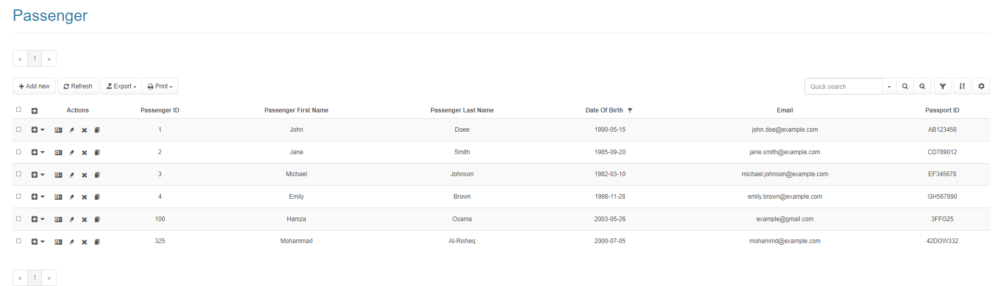 Passenger
« 1 »
Add new Refresh Export Print Quick search
Actions Passenger ID Passenger First Name Passenger Last Name Date Of Birth Email Passport ID
1 John Doee 1990-05-15 john.doe@example.com AB123456
2 Jane Smith 1985-09-20 jane.smith@example.com CD789012
3 Michael Johnson 1982-03-10 michael.johnson@example.com EF345678
4 Emily Brown 1998-11-28 emily.brown@example.com GH567890
100 Hamza Osama 2003-05-26 example@gmail.com 3FFG25
325 Mohammad Al-Risheq 2000-07-05 mohammd@example.com 42DGW332
« 1 »